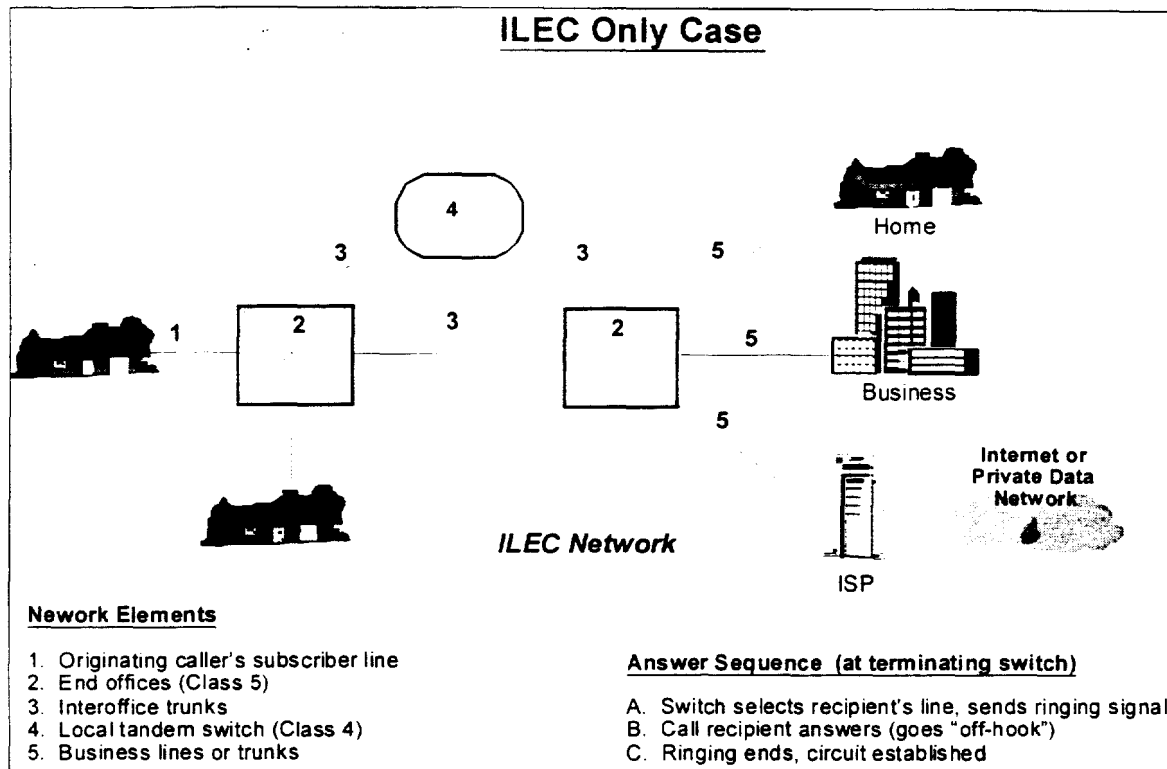 ILEC Only Case
4
Home
3
3
5
1
2
3
2
5
Business
5
Internet or
Private Data
Network
ILEC Network
ISP
Nework Elements
1. Originating caller's subscriber line
2. End offices (Class 5)
3. Interoffice trunks
4. Local tandem switch (Class 4)
5. Business lines or trunks
Answer Sequence (at terminating switch)
A. Switch selects recipient's line, sends ringing signal
B. Call recipient answers (goes "off-hook")
C. Ringing ends, circuit established